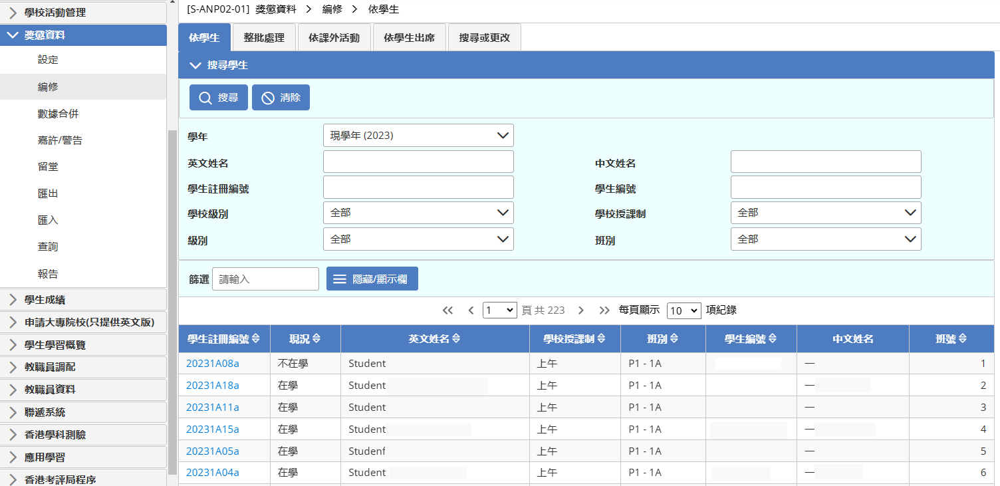 學校活動管理
獎懲資料
設定
編修
數據合併
嘉許/警告
留堂
匯出
匯入
查詢
報告
學生成績
申請大專院校(只提供英文版)
學生學習概覽
教職員調配
教職員資料
聯遞系統
香港學科測驗
應用學習
香港考評局程序
[S-ANP02-01] 獎懲資料 > 編修 > 依學生
依學生 整批處理 依課外活動 依學生出席 搜尋或更改
搜尋學生
搜尋 清除
學年 現學年 (2023)
英文姓名 中文姓名
學生註冊編號 學生編號
學校級別 全部 學校授課制 全部
級別 全部 班別 全部
篩選 請輸入 隱藏/顯示欄
1 頁 共 223 每頁顯示 10 項紀錄
學生註冊編號 現況 英文姓名 學校授課制 班別 學生編號 中文姓名 班號
20231A08a 不在學 Student 上午 P1 - 1A 一 1
20231A18a 在學 Student 上午 P1 - 1A 一 2
20231A11a 在學 Student 上午 P1 - 1A 一 3
20231A15a 在學 Student 上午 P1 - 1A 一 4
20231A05a 在學 Student 上午 P1 - 1A 一 5
20231A04a 在學 Student 上午 P1 - 1A 一 6